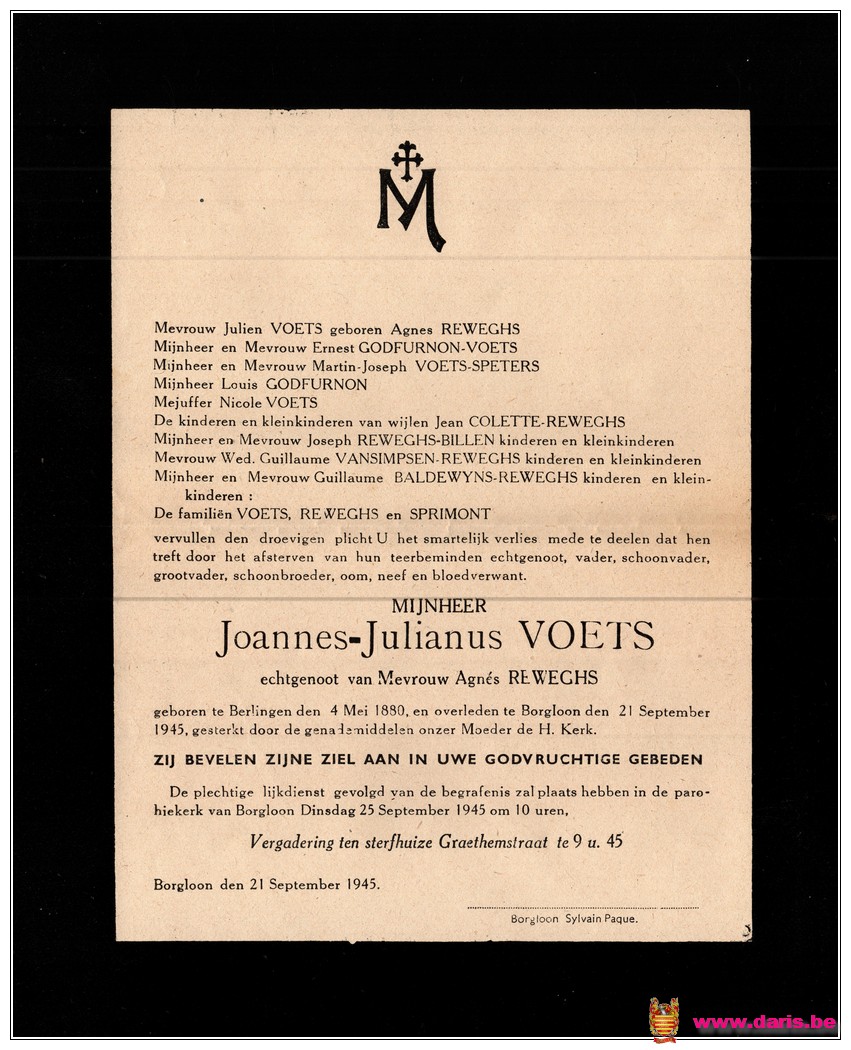 M
Mevrouw Julien VOETS geboren Agnes REWEGHS
Mijnheer en Mevrouw Ernest GODFURNON-VOETS
Mijnheer en Mevrouw Martin-Joseph VOETS-SPETERS
Mijnheer Louis GODFURNON
Mejuffer Nicole VOETS
De kinderen en kleinkinderen van wijlen Jean COLETTE-REWEGHS
Mijnheer en Mevrouw Joseph REWEGHS-BILLEN kinderen en kleinkinderen
Mevrouw Wed. Guillaume VANSIMPSEN-REWEGHS kinderen en kleinkinderen
Mijnheer en Mevrouw Guillaume BALDEWYNS-REWEGHS kinderen en klein-
kinderen :
De familiën VOETS, REWEGHS en SPRIMONT
vervullen den droevigen plicht U het smartelijk verlies mede te deelen dat hen
treft door het afsterven van hun teerbeminden echtgenoot, vader, schoonvader,
grootvader, schoonbroeder, oom, neef en bloedverwant.
MIJNHEER
Joannes-Julianus VOETS
echtgenoot van Mevrouw Agnés REWEGHS
geboren te Berlingen den 4 Mei 1880, en overleden te Borgloon den 21 September
1945, gesterkt door de genademiddelen onzer Moeder de H. Kerk.
ZIJ BEVELEN ZIJNE ZIEL AAN IN UWE GODVRUCHTIGE GEBEDEN
De plechtige lijkdienst gevolgd van de begrafenis zal plaats hebben in de paro-
hiekerk van Borgloon Dinsdag 25 September 1945 om 10 uren,
Vergadering ten sterfhuize Graethemstraat te 9 u. 45
Borgloon den 21 September 1945.
Borgloon Sylvain Paque.
www.daris.be